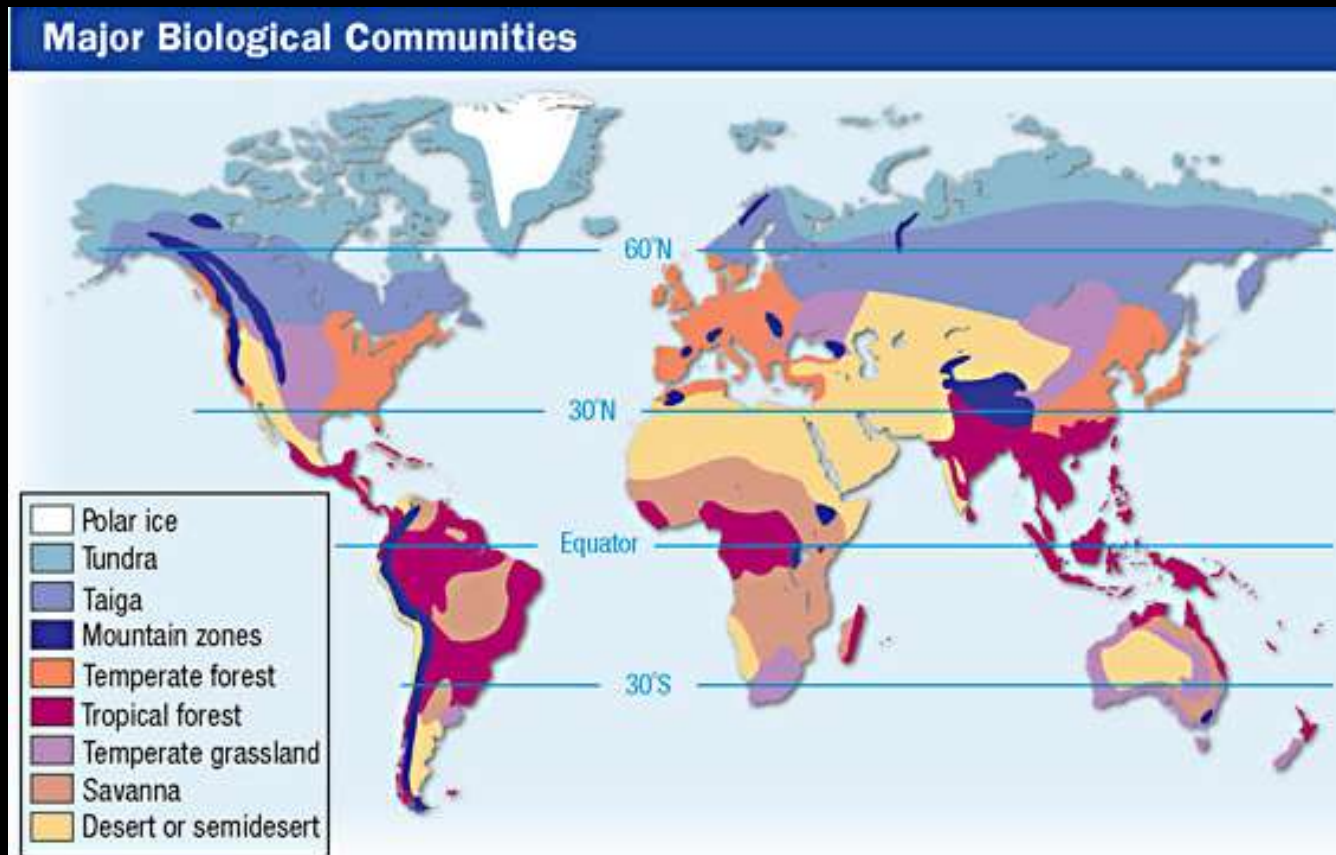 Major Biological Communities
60°N
30°N
Equator
30°S
Polar ice
Tundra
Taiga
Mountain zones
Temperate forest
Tropical forest
Temperate grassland
Savanna
Desert or semidesert